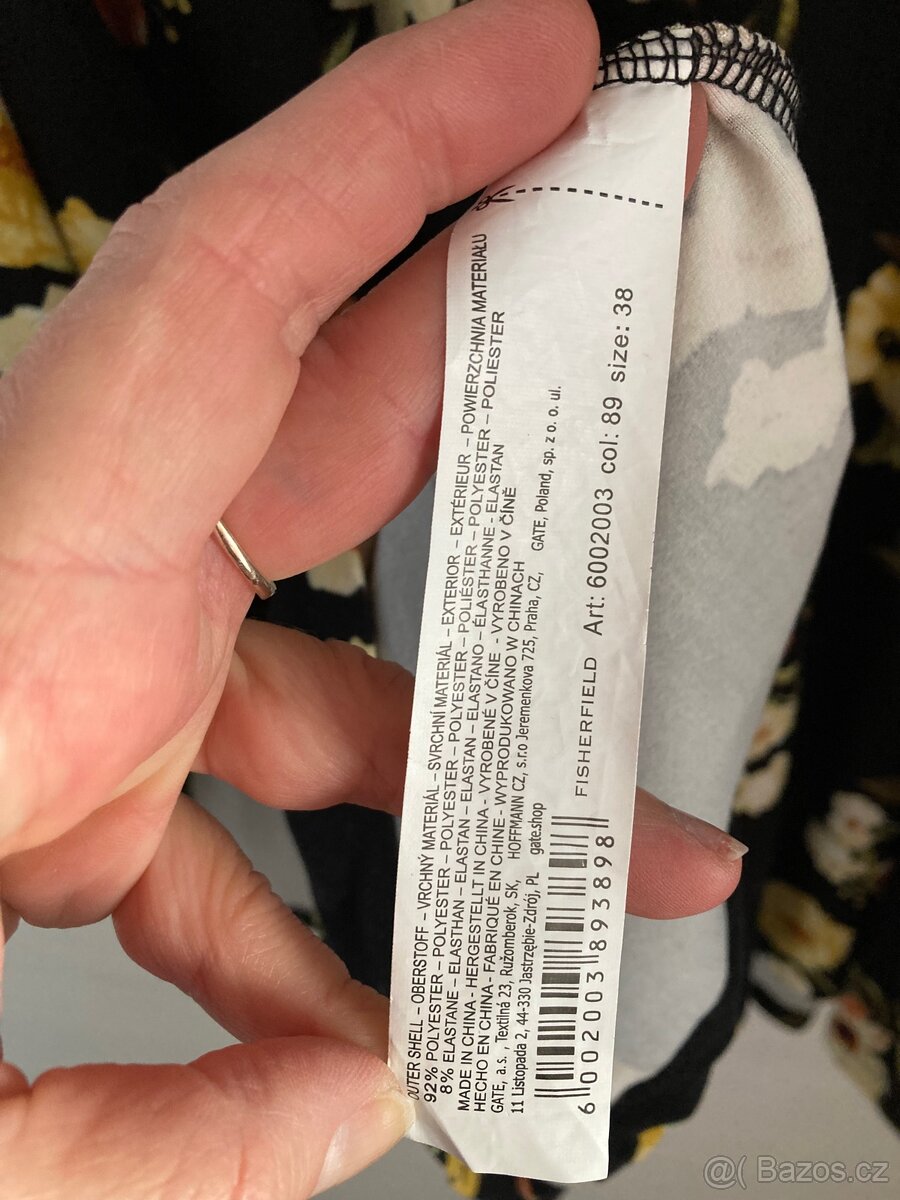 OUTER SHELL – OBERSTOFF – VRCHNÝ MATERIÁL – SVRCHNÍ MATERIÁL – EXTERIOR – EXTÉRIEUR – POWIERZCHNIA MATERIAŁU
92% POLYESTER – POLYESTER – POLYESTER – POLYESTER – POLIÉSTER – POLYESTER – POLIESTER
8% ELASTANE – ELASTHAN – ELASTAN – ELASTAN – ELASTANO – ÉLASTHANNE - ELASTAN
MADE IN CHINA - HERGESTELLT IN CHINA - VYROBENÉ V ČÍNE - VYROBENO V ČÍNĚ
HECHO EN CHINA - FABRIQUÉ EN CHINE - WYPRODUKOWANO W CHINACH
GATE, a.s. , Textilná 23, Ružomberok, SK, HOFFMANN CZ, s.r.o Jeremenkova 725, Praha, CZ, GATE, Poland, sp. z o. o. ul.
11 Listopada 2, 44-330 Jastrzębie-Zdrój, PL gate.shop
FISHERFIELD Art: 6002003 col: 89 size: 38
6 002003 893898
@( Bazos.cz